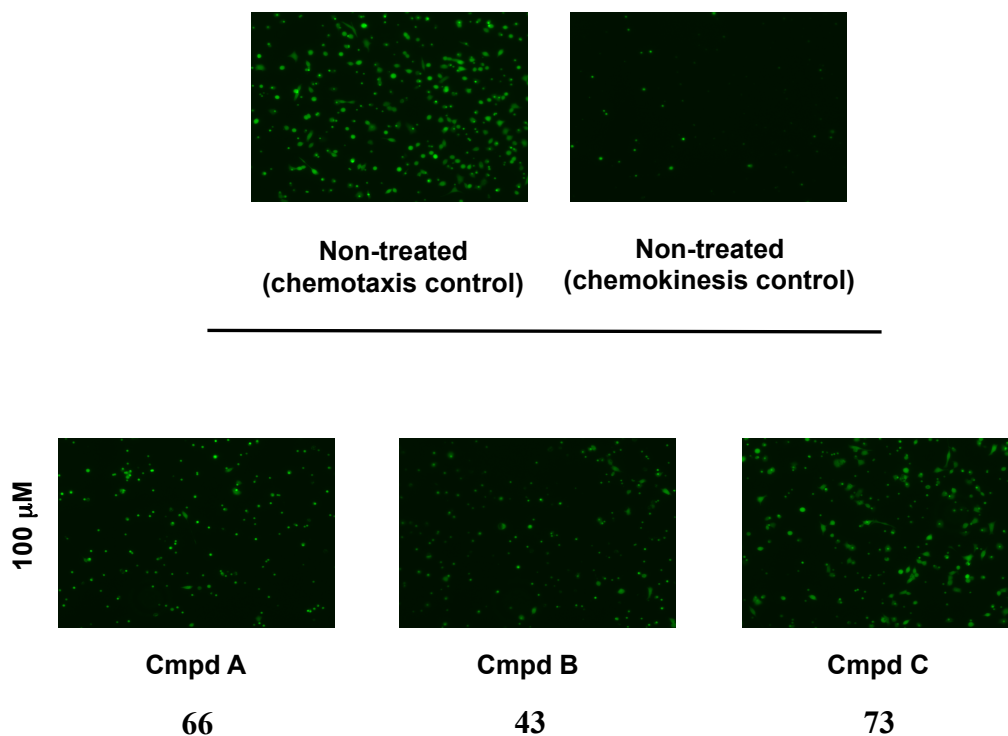 Non-treated
(chemotaxis control)
Non-treated
(chemokinesis control)
100 μM
Cmpd A
Cmpd B
Cmpd C
66
43
73